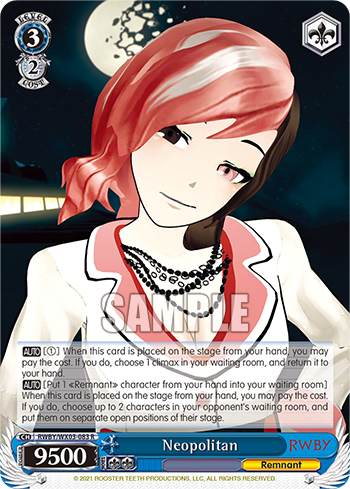 LEVEL
3
2
COST
SAMPLE
AUTO [①] When this card is placed on the stage from your hand, you may
pay the cost. If you do, choose 1 climax in your waiting room, and return it to
your hand.
AUTO [Put 1 «Remnant» character from your hand into your waiting room]
When this card is placed on the stage from your hand, you may pay the cost.
If you do, choose up to 2 characters in your opponent's waiting room, and put
them on separate open positions of their stage.
CH RWBY/WX03-083 R
Neopolitan
RWBY
POWER 9500
Remnant
© 2021 ROOSTER TEETH PRODUCTIONS, LLC, ALL RIGHTS RESERVED.